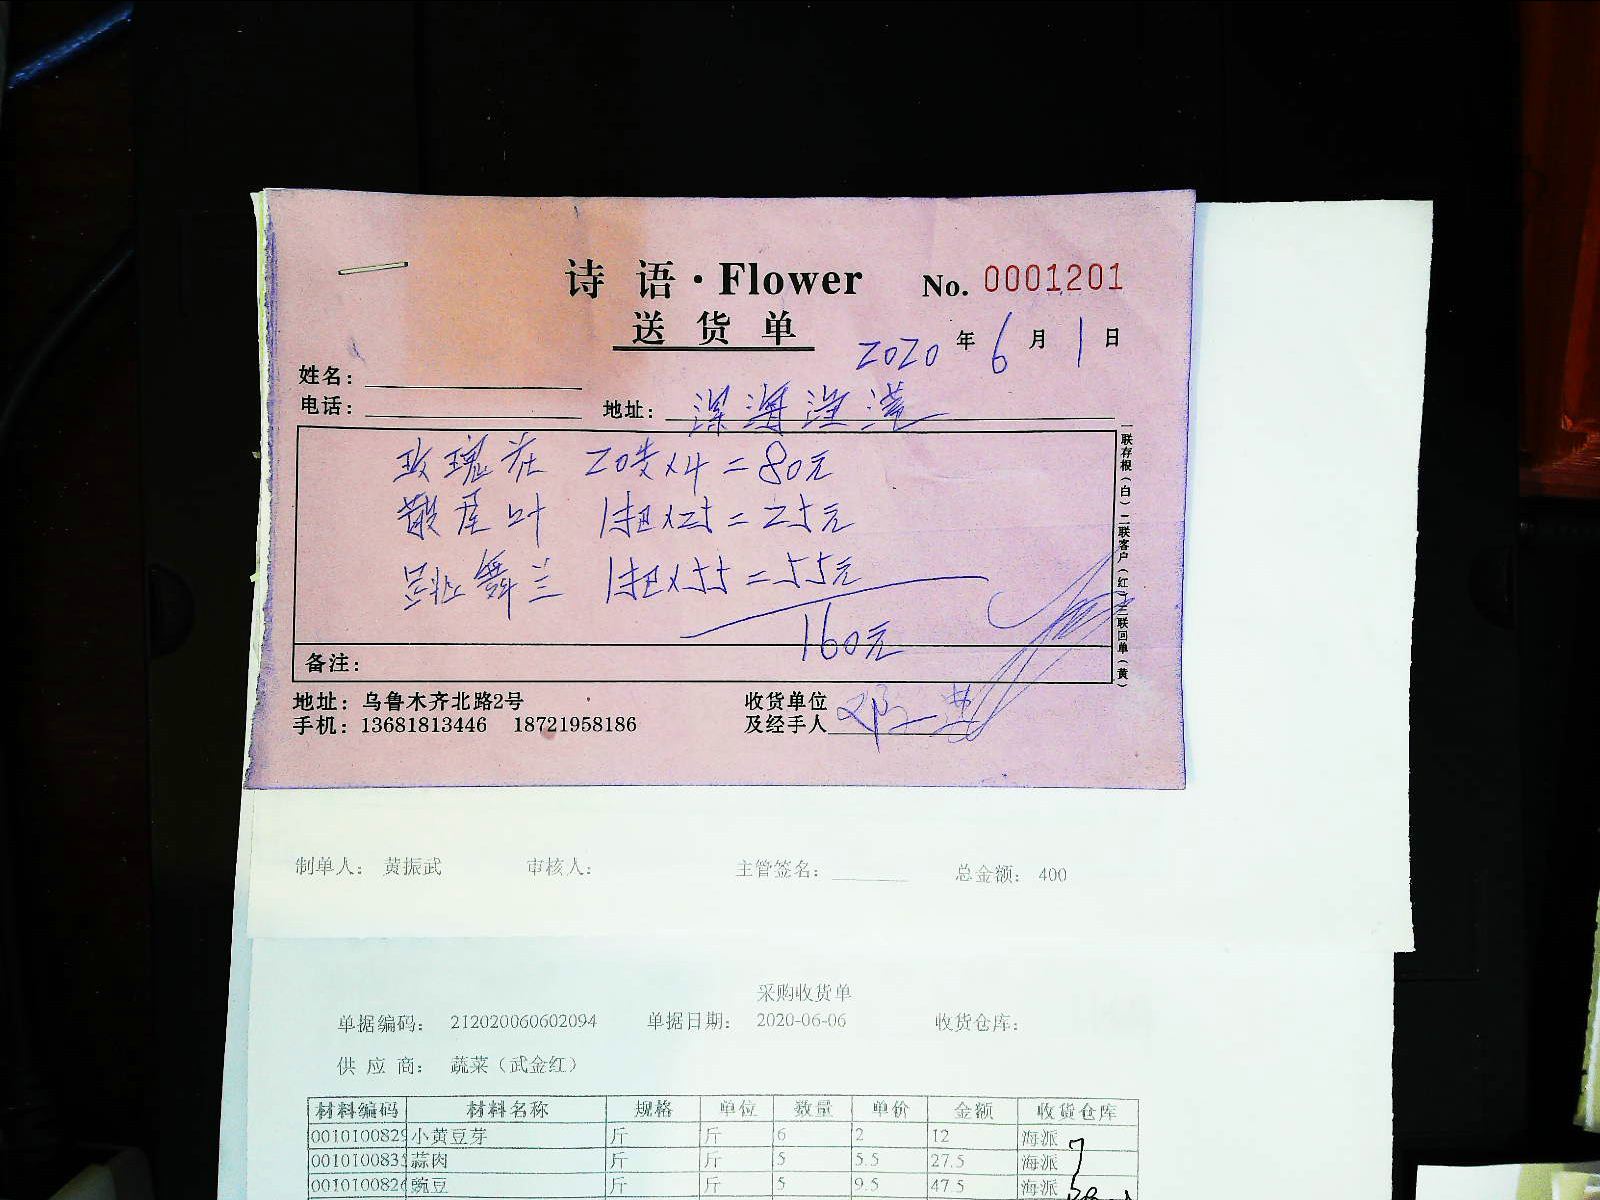 诗 语·Flower No. 0001201
送 货 单
2020 年 6 月 1 日
姓名：
电话： 地址： 深海渔港
玫瑰花 20支×4=80元
散尾叶 1扎×25=25元
跳舞兰 1扎×55=55元
160元
备注：
一联存根（白）二联客户（红）三联回单（黄）
地址：乌鲁木齐北路2号 收货单位
手机：13681813446 18721958186 及经手人
制单人： 黄振武 审核人： 主管签名： 总金额： 400
采购收货单
单据编码： 212020060602094 单据日期： 2020-06-06 收货仓库：
供 应 商： 蔬菜（武金红）
材料编码 材料名称 规格 单位 数量 单价 金额 收货仓库
0010100829 小黄豆芽 斤 斤 6 2 12 海派
001010083 蒜肉 斤 斤 5 5.5 27.5 海派
001010082 豌豆 斤 斤 5 9.5 47.5 海派